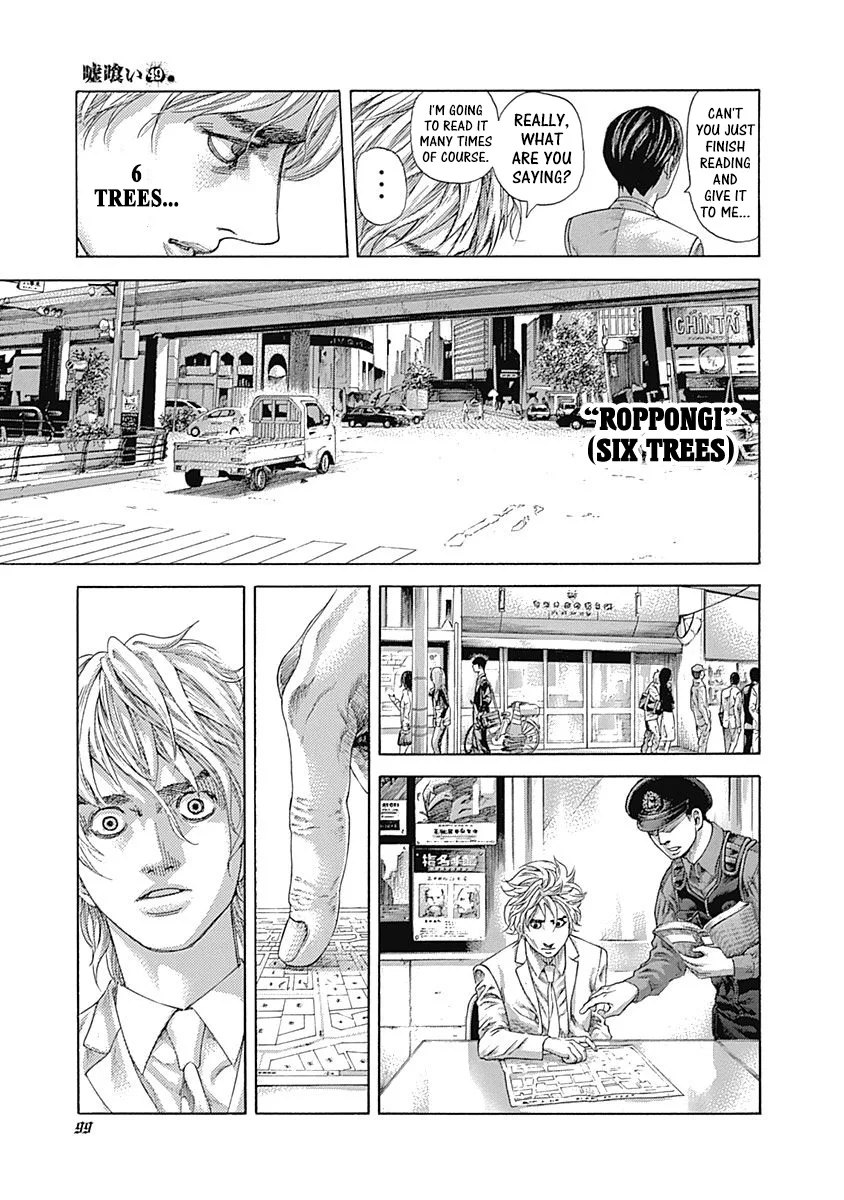 嘘喰い 49.
CAN'T
YOU JUST
FINISH
READING
AND
GIVE IT
TO ME...
REALLY,
WHAT
ARE YOU
SAYING?
I'M GOING
TO READ IT
MANY TIMES
OF COURSE.
...
6
TREES...
CHINTAI
"ROPPONGI"
(SIX TREES)
指名手配
99